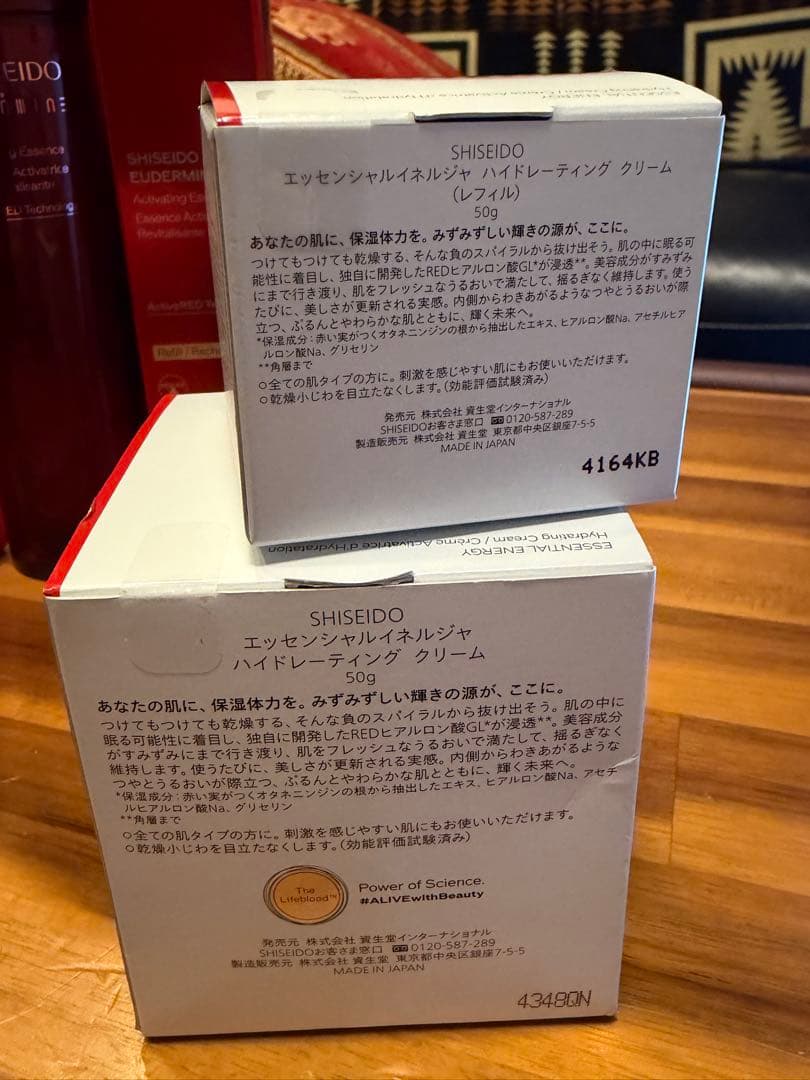 EIDO
Essence
SHISEIDO
EUDERMIN
Activating Es
Essence Activ
Revitalisante
ESSENTIAL ENERGY
Hydrating Cream / Crème Activatrice d'Hydratation
SHISEIDO
エッセンシャルイネルジャ ハイドレーティング クリーム
(レフィル)
50g
あなたの肌に、保湿体力を。みずみずしい輝きの源が、ここに。
つけてもつけても乾燥する、そんな負のスパイラルから抜け出そう。肌の中に眠る可
能性に着目し、独自に開発したREDヒアルロン酸GL*が浸透**。美容成分がすみずみ
にまで行き渡り、肌をフレッシュなうるおいで満たして、揺るぎなく維持します。使う
たびに、美しさが更新される実感。内側からわきあがるようなつやとうるおいが際
立つ、ぷるんとやわらかな肌とともに、輝く未来へ。
*保湿成分:赤い実がつくオタネニンジンの根から抽出したエキス、ヒアルロン酸Na、アセチルヒア
ルロン酸Na、グリセリン
**角層まで
○全ての肌タイプの方に。刺激を感じやすい肌にもお使いいただけます。
○乾燥小じわを目立たなくします。(効能評価試験済み)
発売元 株式会社 資生堂インターナショナル
SHISEIDOお客さま窓口 0120-587-289
製造販売元 株式会社 資生堂 東京都中央区銀座7-5-5
MADE IN JAPAN
4164KB
ESSENTIAL ENERGY
Hydrating Cream / Crème Activatrice d'Hydratation
SHISEIDO
エッセンシャルイネルジャ
ハイドレーティング クリーム
50g
あなたの肌に、保湿体力を。みずみずしい輝きの源が、ここに。
つけてもつけても乾燥する、そんな負のスパイラルから抜け出そう。肌の中に
眠る可能性に着目し、独自に開発したREDヒアルロン酸GL*が浸透**。美容成分
がすみずみにまで行き渡り、肌をフレッシュなうるおいで満たして、揺るぎなく
維持します。使うたびに、美しさが更新される実感。内側からわきあがるような
つやとうるおいが際立つ、ぷるんとやわらかな肌とともに、輝く未来へ。
*保湿成分:赤い実がつくオタネニンジンの根から抽出したエキス、ヒアルロン酸Na、アセチ
ルヒアルロン酸Na、グリセリン
**角層まで
○全ての肌タイプの方に。刺激を感じやすい肌にもお使いいただけます。
○乾燥小じわを目立たなくします。(効能評価試験済み)
The
Lifeblood™
Power of Science.
#ALIVEwithBeauty
発売元 株式会社 資生堂インターナショナル
SHISEIDOお客さま窓口 0120-587-289
製造販売元 株式会社 資生堂 東京都中央区銀座7-5-5
MADE IN JAPAN
4348QN